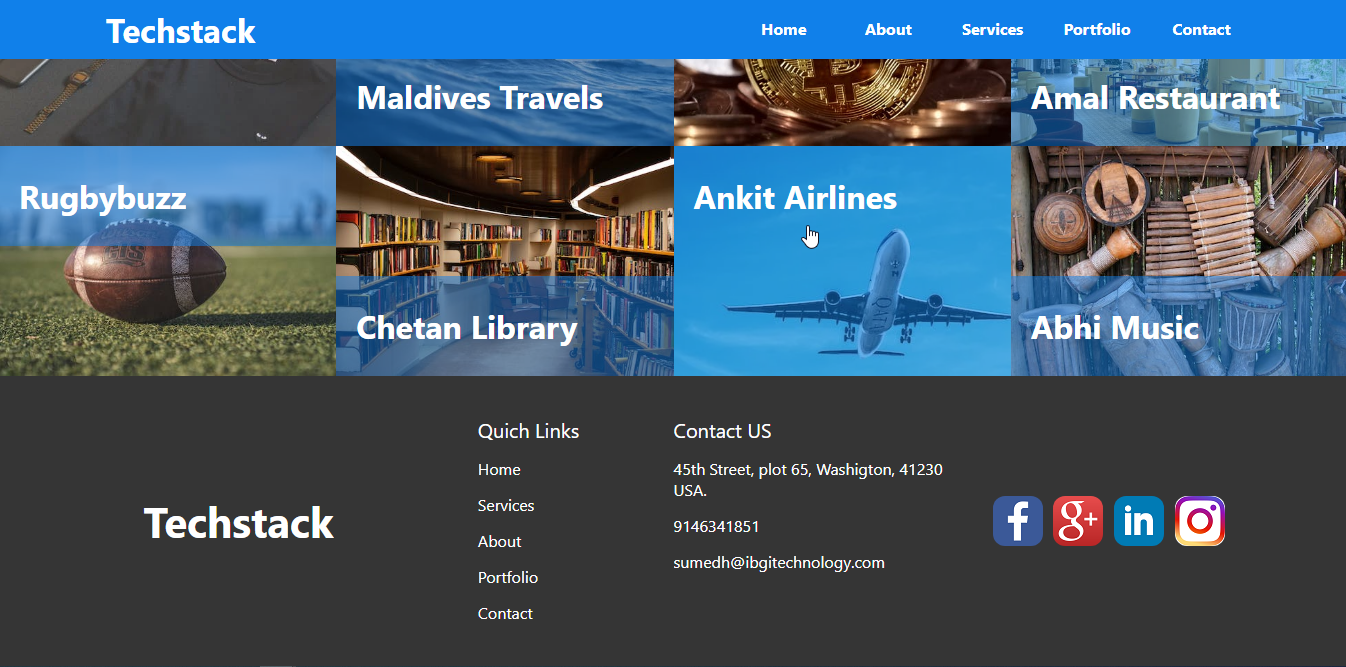 Techstack
Home About Services Portfolio Contact
Maldives Travels
Amal Restaurant
Rugbybuzz
Ankit Airlines
Chetan Library
Abhi Music
Techstack
Quich Links
Home
Services
About
Portfolio
Contact
Contact US
45th Street, plot 65, Washigton, 41230
USA.
9146341851
sumedh@ibgitechnology.com
f
g+
in